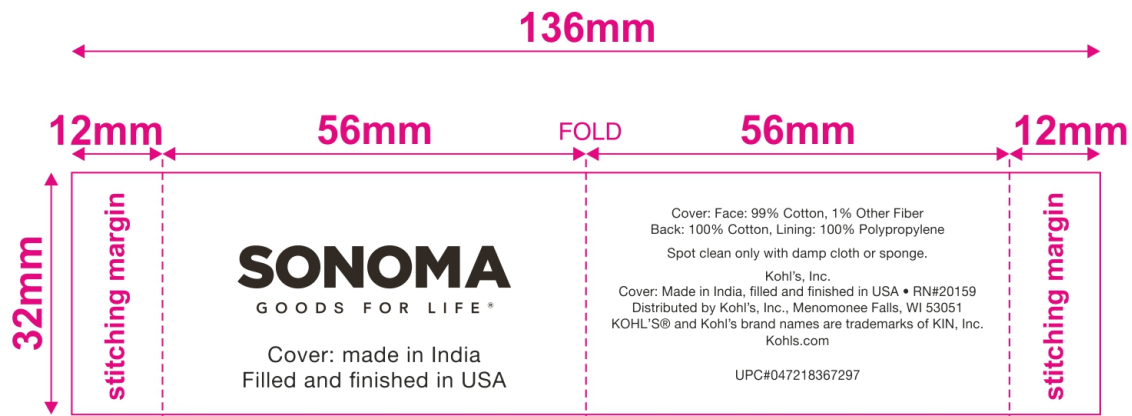 136mm
12mm
56mm
FOLD
56mm
12mm
32mm
stitching margin
SONOMA
GOODS FOR LIFE®
Cover: made in India
Filled and finished in USA
Cover: Face: 99% Cotton, 1% Other Fiber
Back: 100% Cotton, Lining: 100% Polypropylene
Spot clean only with damp cloth or sponge.
Kohl's, Inc.
Cover: Made in India, filled and finished in USA • RN#20159
Distributed by Kohl's, Inc., Menomonee Falls, WI 53051
KOHL'S® and Kohl's brand names are trademarks of KIN, Inc.
Kohls.com
UPC#047218367297
stitching margin